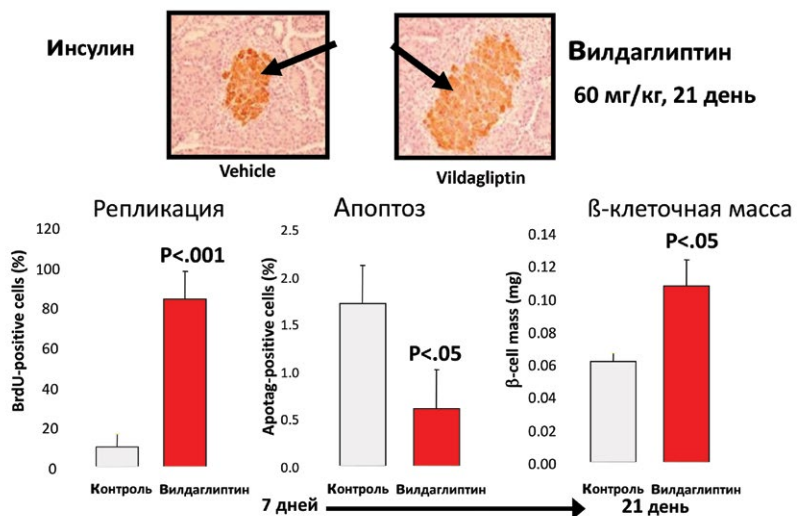 Инсулин
Вилдаглиптин
60 мг/кг, 21 день
Vehicle
Vildagliptin
Репликация
BrdU-positive cells (%)
120
100
80
60
40
20
0
P<.001
Контроль Вилдаглиптин
Апоптоз
Apotag-positive cells (%)
2.5
2.0
1.5
1.0
0.5
0.0
P<.05
Контроль Вилдаглиптин
ß-клеточная масса
β-cell mass (mg)
0.14
0.12
0.10
0.08
0.06
0.04
0.02
0.00
P<.05
Контроль Вилдаглиптин
7 дней
21 день